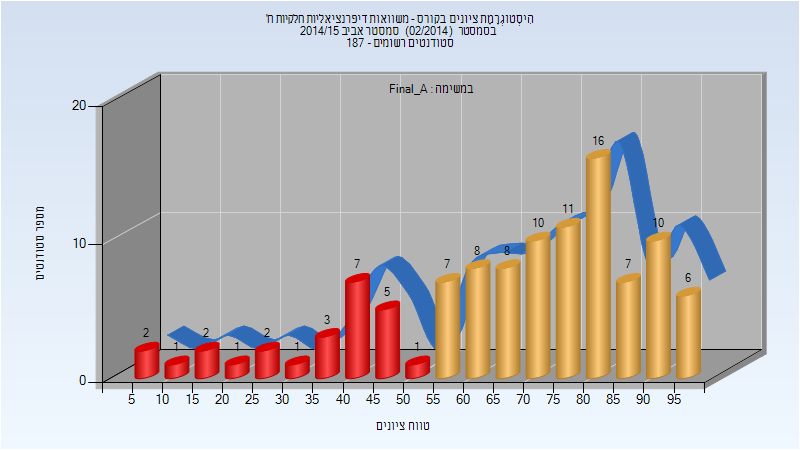 היסטוגרמת ציונים בקורס - משוואות דיפרנציאליות חלקיות ח'
בסמסטר (02/2014) סמסטר אביב 2014/15
סטודנטים רשומים - 187
במשימה : Final_A
מספר סטודנטים
20
10
0
2 1 2 1 2 1 3 7 5 1 7 8 8 10 11 16 7 10 6
5 10 15 20 25 30 35 40 45 50 55 60 65 70 75 80 85 90 95
טווח ציונים